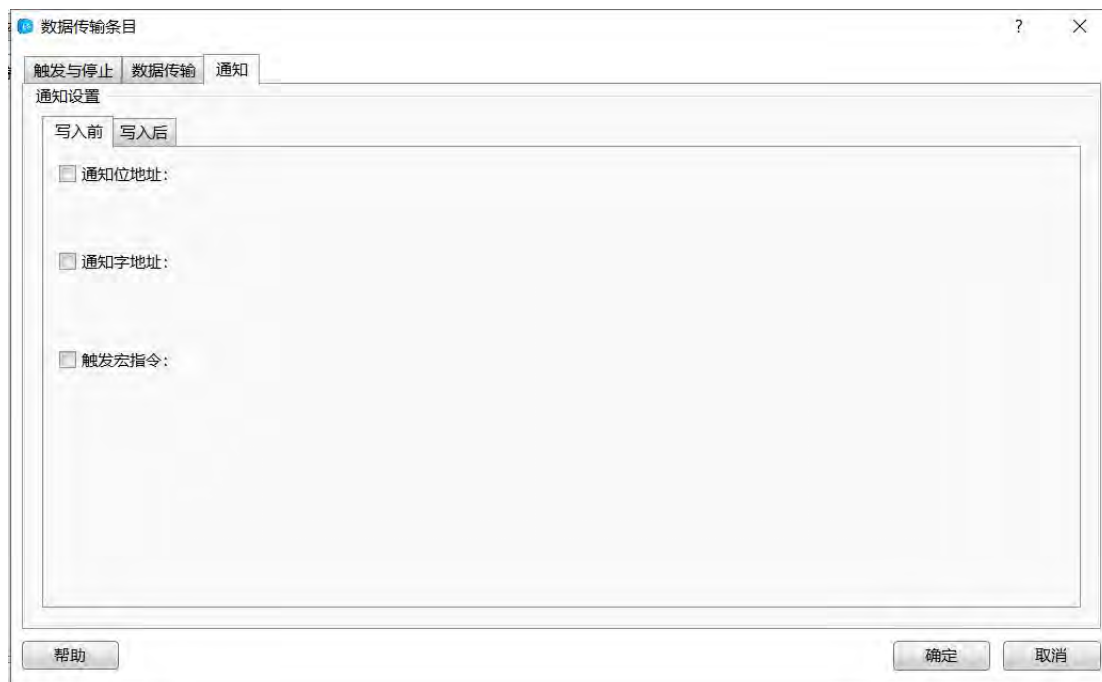 数据传输条目
触发与停止 数据传输 通知
通知设置
写入前 写入后
通知位地址：
通知字地址：
触发宏指令：
帮助 确定 取消